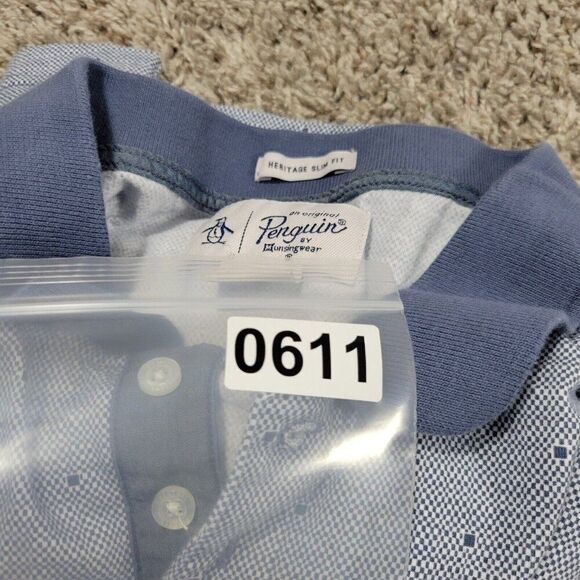 HERITAGE SLIM FIT
an original
Penguin®
BY
Munsingwear
®
0611